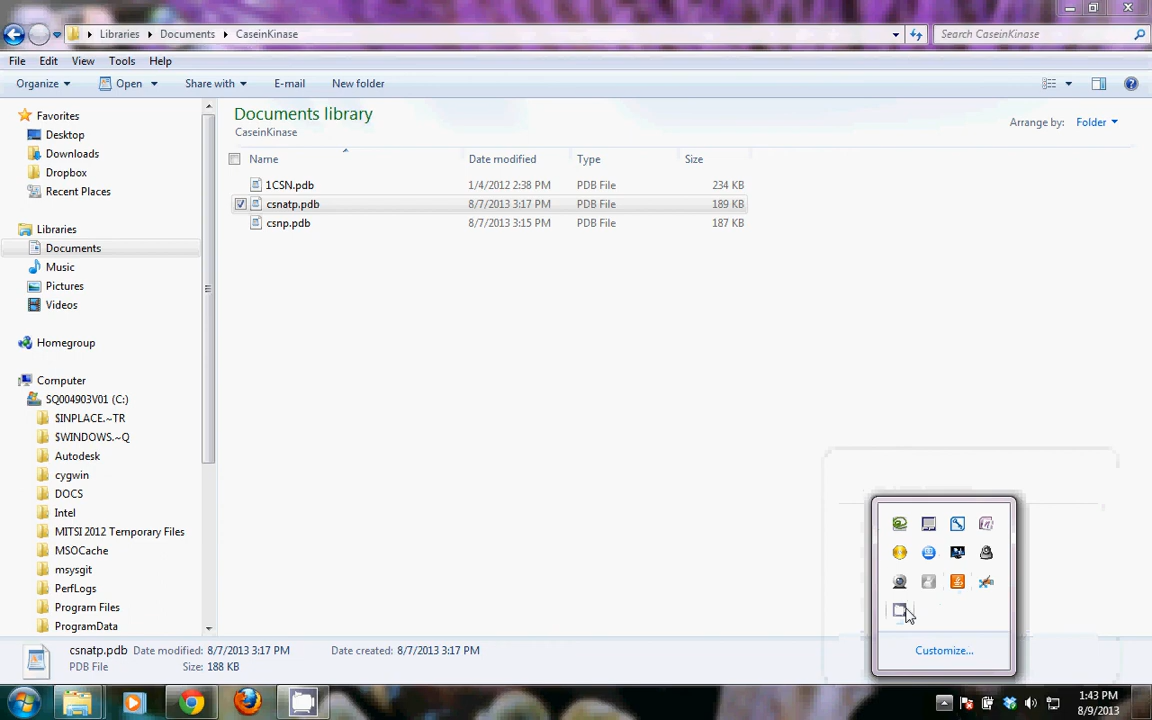 Libraries Documents CaseinKinase
Search CaseinKinase
File Edit View Tools Help
Organize Open Share with E-mail New folder
Favorites
Desktop
Downloads
Dropbox
Recent Places
Libraries
Documents
Music
Pictures
Videos
Homegroup
Computer
SQ004903V01 (C:)
$INPLACE.~TR
$WINDOWS.~Q
Autodesk
cygwin
DOCS
Intel
MITSI 2012 Temporary Files
MSOCache
msysgit
PerfLogs
Program Files
ProgramData
Documents library
CaseinKinase
Arrange by: Folder
Name Date modified Type Size
1CSN.pdb 1/4/2012 2:38 PM PDB File 234 KB
csnatp.pdb 8/7/2013 3:17 PM PDB File 189 KB
csnp.pdb 8/7/2013 3:15 PM PDB File 187 KB
Customize...
csnatp.pdb Date modified: 8/7/2013 3:17 PM Date created: 8/7/2013 3:17 PM
PDB File Size: 188 KB
1:43 PM
8/9/2013